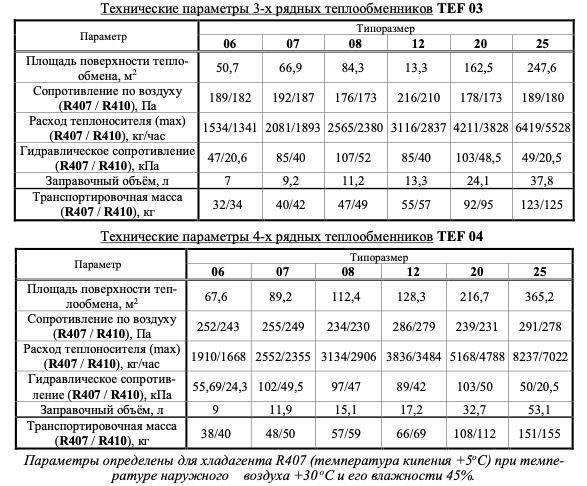 Технические параметры 3-х рядных теплообменников TEF 03
Параметр
Типоразмер
06 07 08 12 20 25
Площадь поверхности тепло-
обмена, м2
50,7 66,9 84,3 13,3 162,5 247,6
Сопротивление по воздуху
(R407 / R410), Па
189/182 192/187 176/173 216/210 178/173 189/180
Расход теплоносителя (max)
(R407 / R410), кг/час
1534/1341 2081/1893 2565/2380 3116/2837 4211/3828 6419/5528
Гидравлическое сопротивление
(R407 / R410), кПа
47/20,6 85/40 107/52 85/40 103/48,5 49/20,5
Заправочный объём, л 7 9,2 11,2 13,3 24,1 37,8
Транспортировочная масса
(R407 / R410), кг
32/34 40/42 47/49 55/57 92/95 123/125
Технические параметры 4-х рядных теплообменников TEF 04
Параметр
Типоразмер
06 07 08 12 20 25
Площадь поверхности теп-
лообмена, м2
67,6 89,2 112,4 128,3 216,7 365,2
Сопротивление по воздуху
(R407 / R410), Па
252/243 255/249 234/230 286/279 239/231 291/278
Расход теплоносителя (max)
(R407 / R410), кг/час
1910/1668 2552/2355 3134/2906 3836/3484 5168/4788 8237/7022
Гидравлическое сопротив-
ление (R407 / R410), кПа
55,69/24,3 102/49,5 97/47 89/42 103/50 50/20,5
Заправочный объём, л 9 11,9 15,1 17,2 32,7 53,1
Транспортировочная масса
(R407 / R410), кг
38/40 48/50 57/59 66/69 108/112 151/155
Параметры определены для хладагента R407 (температура кипения +5оС) при темпе-
ратуре наружного воздуха +30оС и его влажности 45%.